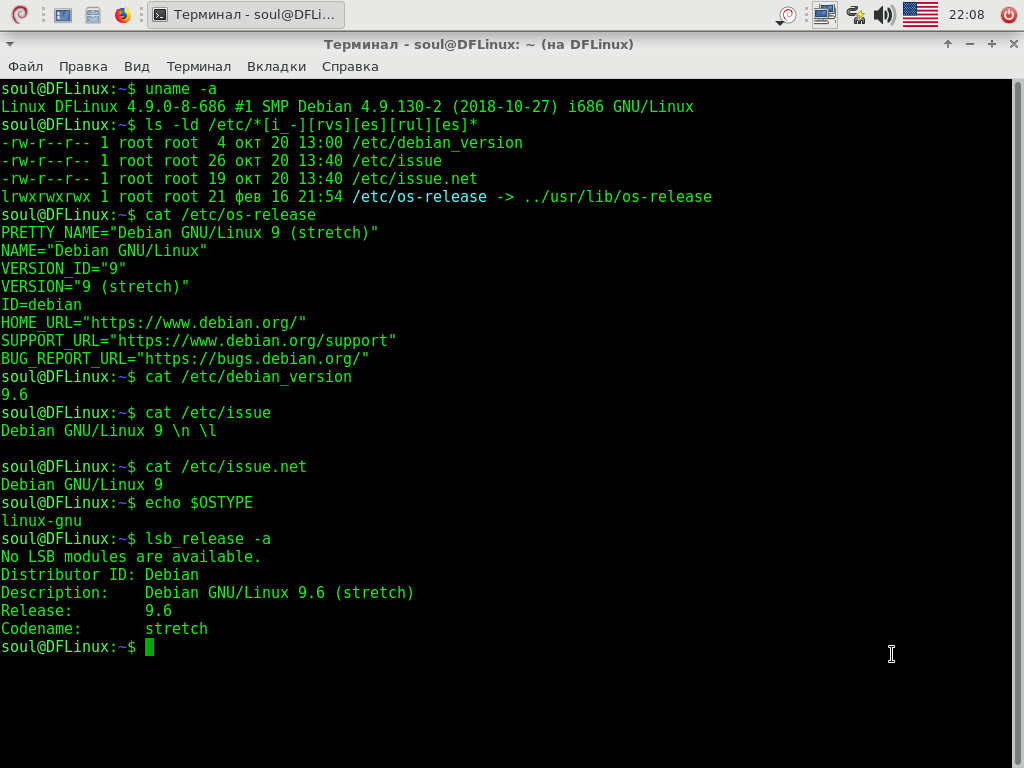 Терминал - soul@DFLi...
22:08
Терминал - soul@DFLinux: ~ (на DFLinux)
Файл Правка Вид Терминал Вкладки Справка
soul@DFLinux:~$ uname -a
Linux DFLinux 4.9.0-8-686 #1 SMP Debian 4.9.130-2 (2018-10-27) i686 GNU/Linux
soul@DFLinux:~$ ls -ld /etc/*[i_-][rvs][es][rul][es]*
-rw-r--r-- 1 root root  4 окт 20 13:00 /etc/debian_version
-rw-r--r-- 1 root root 26 окт 20 13:40 /etc/issue
-rw-r--r-- 1 root root 19 окт 20 13:40 /etc/issue.net
lrwxrwxrwx 1 root root 21 фев 16 21:54 /etc/os-release -> ../usr/lib/os-release
soul@DFLinux:~$ cat /etc/os-release
PRETTY_NAME="Debian GNU/Linux 9 (stretch)"
NAME="Debian GNU/Linux"
VERSION_ID="9"
VERSION="9 (stretch)"
ID=debian
HOME_URL="https://www.debian.org/"
SUPPORT_URL="https://www.debian.org/support"
BUG_REPORT_URL="https://bugs.debian.org/"
soul@DFLinux:~$ cat /etc/debian_version
9.6
soul@DFLinux:~$ cat /etc/issue
Debian GNU/Linux 9 \n \l
soul@DFLinux:~$ cat /etc/issue.net
Debian GNU/Linux 9
soul@DFLinux:~$ echo $OSTYPE
linux-gnu
soul@DFLinux:~$ lsb_release -a
No LSB modules are available.
Distributor ID: Debian
Description:    Debian GNU/Linux 9.6 (stretch)
Release:        9.6
Codename:       stretch
soul@DFLinux:~$